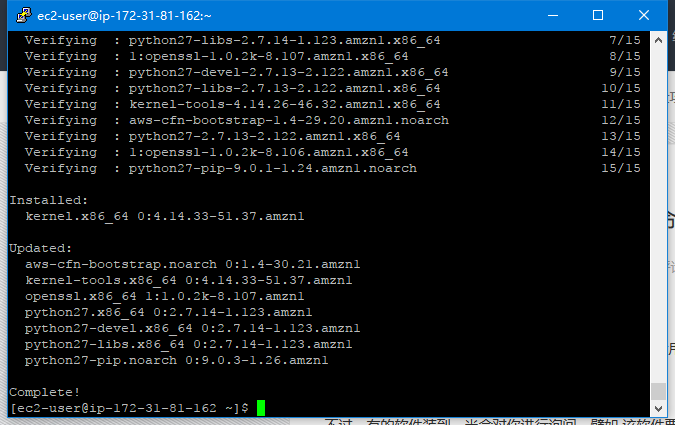 ec2-user@ip-172-31-81-162:~
Verifying : python27-libs-2.7.14-1.123.amzn1.x86_64 7/15
Verifying : 1:openssl-1.0.2k-8.107.amzn1.x86_64 8/15
Verifying : python27-devel-2.7.13-2.122.amzn1.x86_64 9/15
Verifying : python27-libs-2.7.13-2.122.amzn1.x86_64 10/15
Verifying : kernel-tools-4.14.26-46.32.amzn1.x86_64 11/15
Verifying : aws-cfn-bootstrap-1.4-29.20.amzn1.noarch 12/15
Verifying : python27-2.7.13-2.122.amzn1.x86_64 13/15
Verifying : 1:openssl-1.0.2k-8.106.amzn1.x86_64 14/15
Verifying : python27-pip-9.0.1-1.24.amzn1.noarch 15/15
Installed:
kernel.x86_64 0:4.14.33-51.37.amzn1
Updated:
aws-cfn-bootstrap.noarch 0:1.4-30.21.amzn1
kernel-tools.x86_64 0:4.14.33-51.37.amzn1
openssl.x86_64 1:1.0.2k-8.107.amzn1
python27.x86_64 0:2.7.14-1.123.amzn1
python27-devel.x86_64 0:2.7.14-1.123.amzn1
python27-libs.x86_64 0:2.7.14-1.123.amzn1
python27-pip.noarch 0:9.0.3-1.26.amzn1
Complete!
[ec2-user@ip-172-31-81-162 ~]$